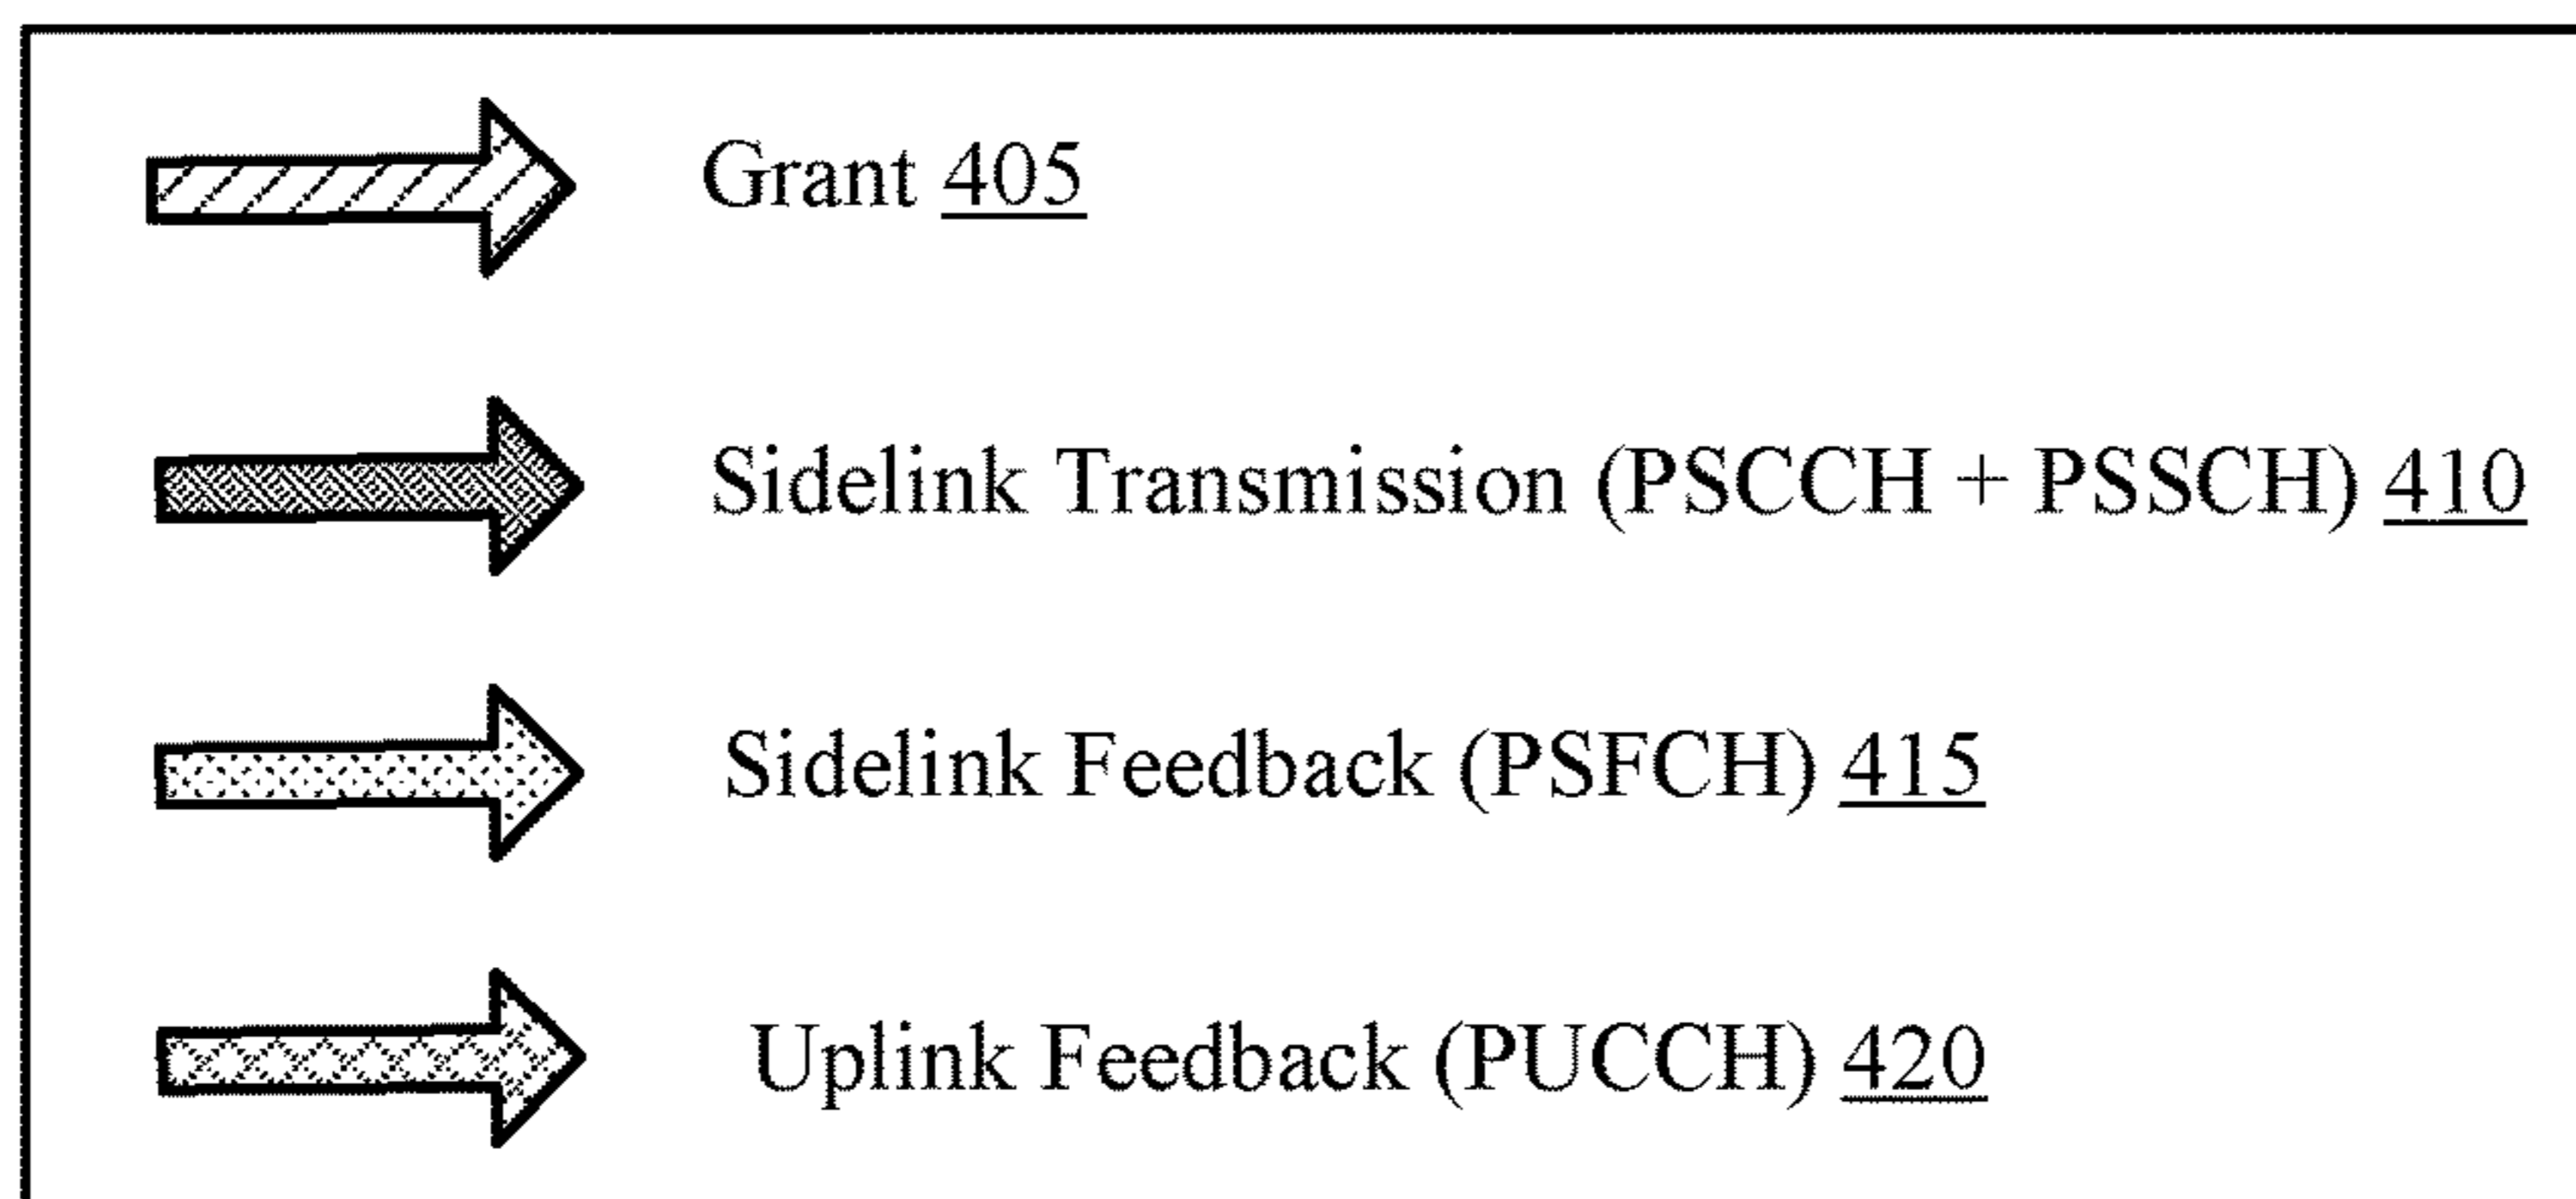 Grant 405
Sidelink Transmission (PSCCH + PSSCH) 410
Sidelink Feedback (PSFCH) 415
Uplink Feedback (PUCCH) 420